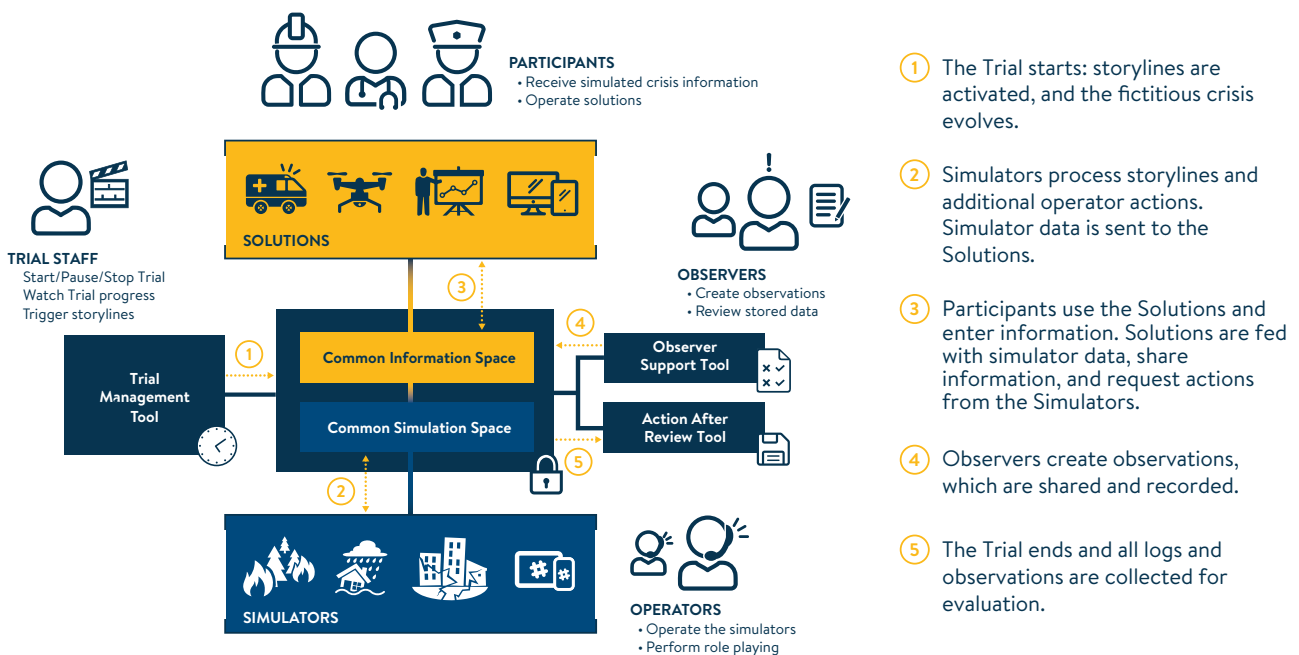 PARTICIPANTS
• Receive simulated crisis information
• Operate solutions
TRIAL STAFF
Start/Pause/Stop Trial
Watch Trial progress
Trigger storylines
SOLUTIONS
OBSERVERS
• Create observations
• Review stored data
3
4
1
Trial
Management
Tool
Common Information Space
Common Simulation Space
Observer
Support Tool
Action After
Review Tool
5
2
SIMULATORS
OPERATORS
• Operate the simulators
• Perform role playing
1 The Trial starts: storylines are
activated, and the fictitious crisis
evolves.
2 Simulators process storylines and
additional operator actions.
Simulator data is sent to the
Solutions.
3 Participants use the Solutions and
enter information. Solutions are fed
with simulator data, share
information, and request actions
from the Simulators.
4 Observers create observations,
which are shared and recorded.
5 The Trial ends and all logs and
observations are collected for
evaluation.